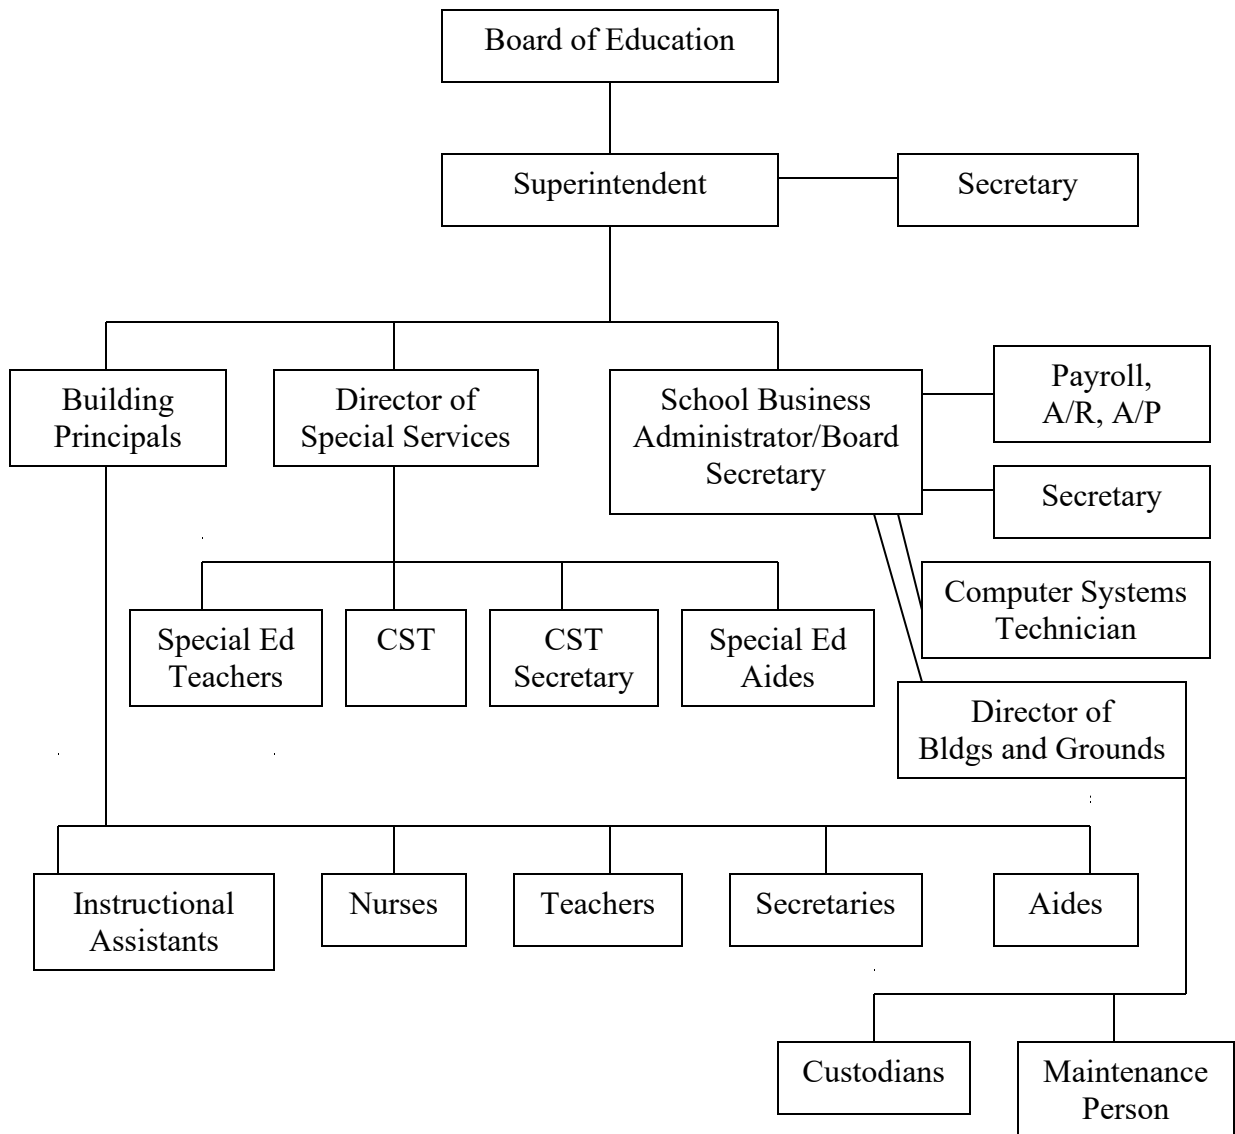 Board of Education
Superintendent
Secretary
Building
Principals
Director of
Special Services
School Business
Administrator/Board
Secretary
Payroll,
A/R, A/P
Secretary
Computer Systems
Technician
Special Ed
Teachers
CST
CST
Secretary
Special Ed
Aides
Director of
Bldgs and Grounds
Instructional
Assistants
Nurses
Teachers
Secretaries
Aides
Custodians
Maintenance
Person